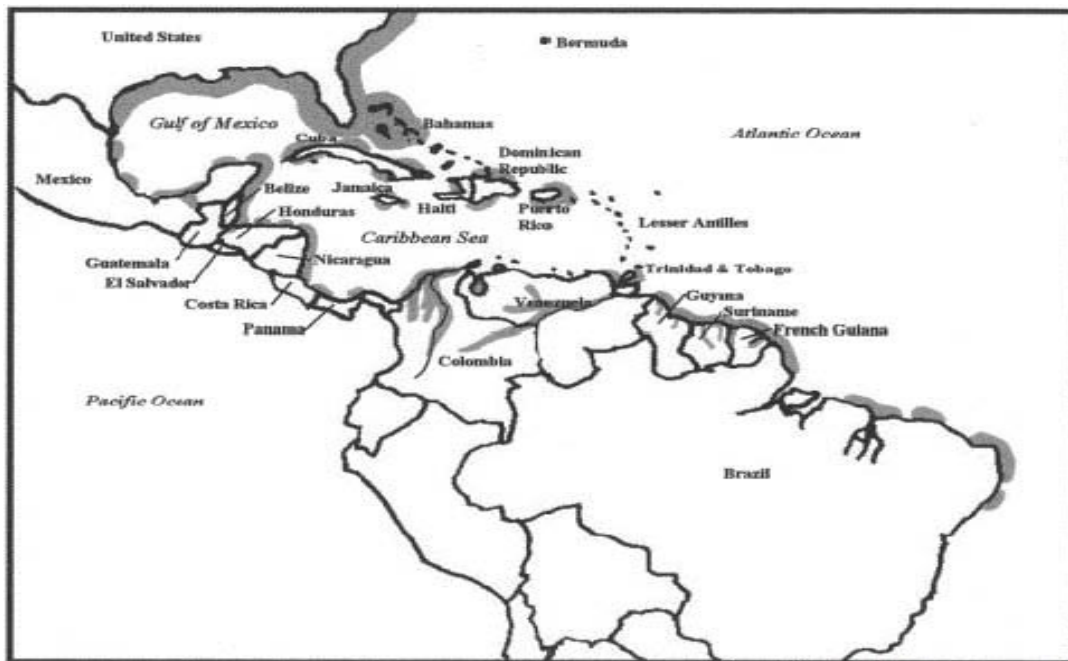 United States
Bermuda
Gulf of Mexico
Bahamas
Atlantic Ocean
Cuba
Dominican
Republic
Mexico
Belize
Jamaica
Haiti
Puerto
Rico
Honduras
Lesser Antilles
Caribbean Sea
Guatemala
Nicaragua
El Salvador
Trinidad & Tobago
Costa Rica
Venezuela
Guyana
Panama
Suriname
French Guiana
Colombia
Pacific Ocean
Brazil